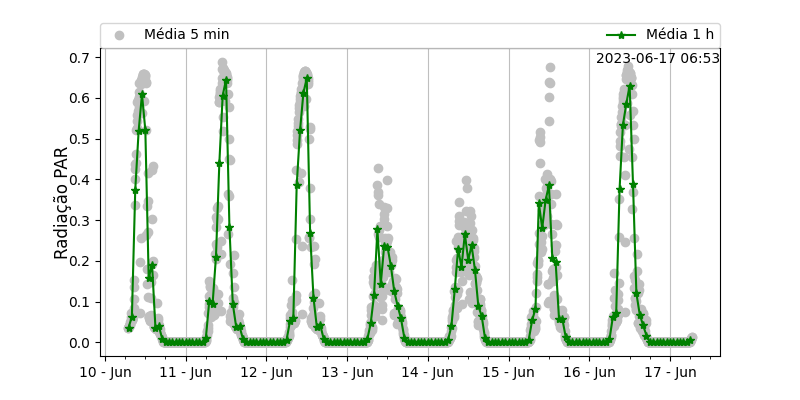 Média 5 min
Média 1 h
2023-06-17 06:53
Radiação PAR
0.7
0.6
0.5
0.4
0.3
0.2
0.1
0.0
10 - Jun
11 - Jun
12 - Jun
13 - Jun
14 - Jun
15 - Jun
16 - Jun
17 - Jun